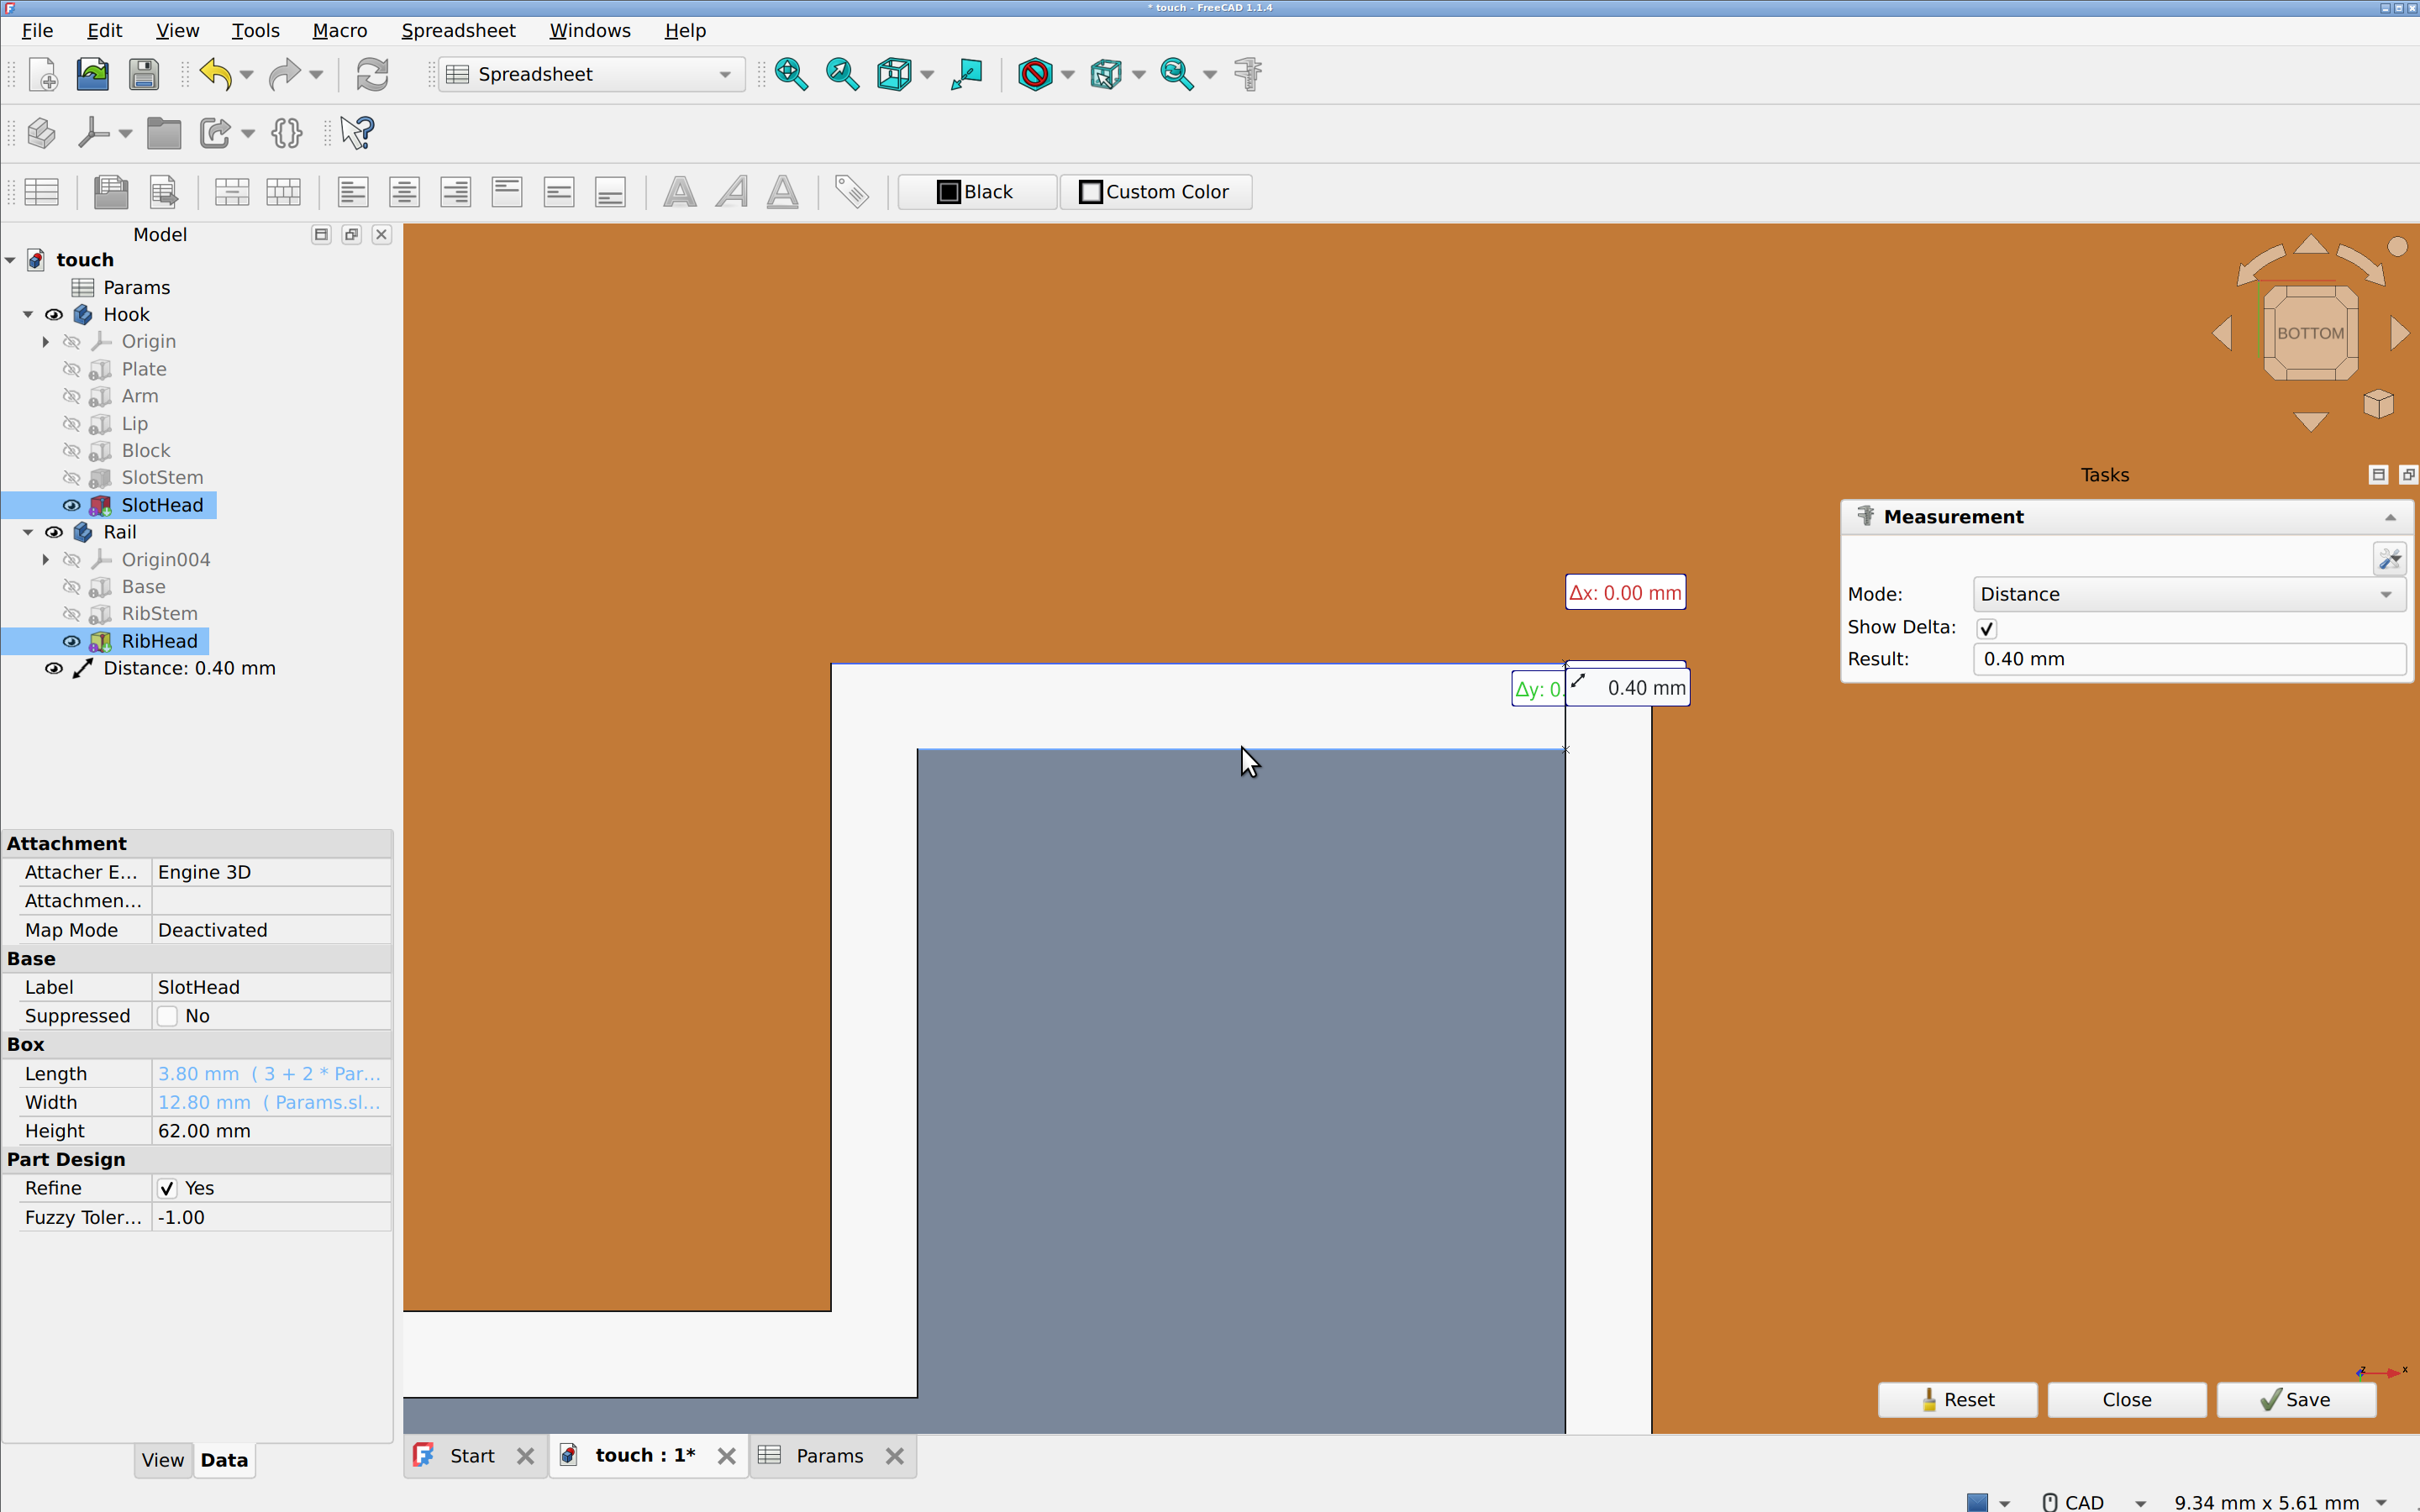 * touch - FreeCAD 1.1.4
File Edit View Tools Macro Spreadsheet Windows Help
Spreadsheet
Black
Custom Color
Model
touch
Params
Hook
Origin
Plate
Arm
Lip
Block
SlotStem
SlotHead
Rail
Origin004
Base
RibStem
RibHead
Distance: 0.40 mm
BOTTOM
Tasks
Measurement
Mode: Distance
Show Delta:
Result: 0.40 mm
Δx: 0.00 mm
Δy: 0.
0.40 mm
Attachment
Attacher E... Engine 3D
Attachmen...
Map Mode Deactivated
Base
Label SlotHead
Suppressed No
Box
Length 3.80 mm ( 3 + 2 * Par...
Width 12.80 mm ( Params.sl...
Height 62.00 mm
Part Design
Refine Yes
Fuzzy Toler... -1.00
z x
Reset Close Save
View Data
Start touch : 1* Params
CAD 9.34 mm x 5.61 mm